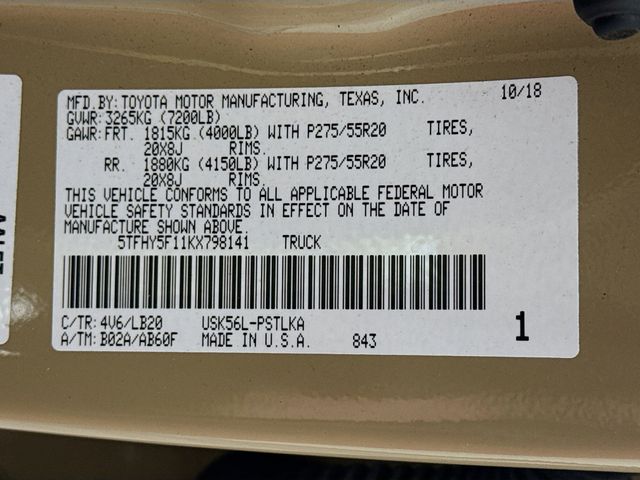 MFD.BY:TOYOTA MOTOR MANUFACTURING, TEXAS, INC. 10/18
GVWR:3265KG (7200LB)
GAWR:FRT. 1815KG (4000LB) WITH P275/55R20 TIRES,
20X8J RIMS.
RR. 1880KG (4150LB) WITH P275/55R20 TIRES,
20X8J RIMS.
THIS VEHICLE CONFORMS TO ALL APPLICABLE FEDERAL MOTOR
VEHICLE SAFETY STANDARDS IN EFFECT ON THE DATE OF
MANUFACTURE SHOWN ABOVE.
5TFHY5F11KX798141 TRUCK
C/TR:4V6/LB20 USK56L-PSTLKA
A/TM:B02A/AB60F MADE IN U.S.A. 843 1